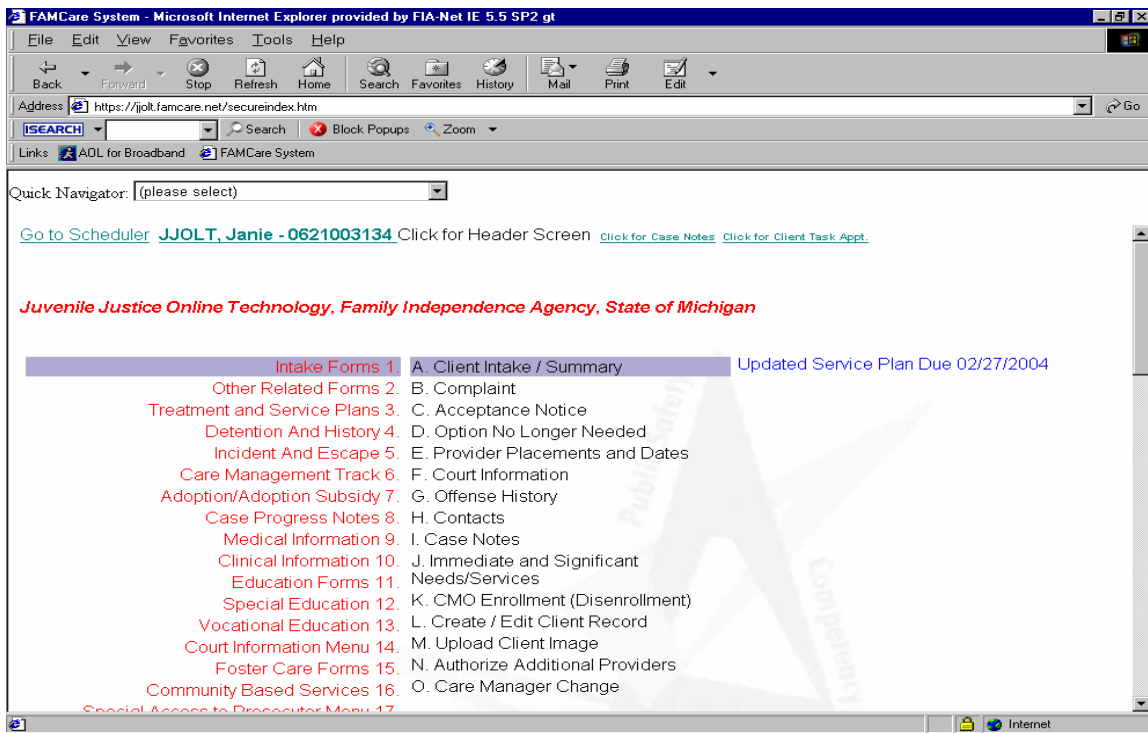 FAMCare System - Microsoft Internet Explorer provided by FIA-Net IE 5.5 SP2 gt
File Edit View Favorites Tools Help
Back Forward Stop Refresh Home Search Favorites History Mail Print Edit
Address https://jjolt.famcare.net/secureindex.htm Go
ISEARCH Search Block Popups Zoom
Links AOL for Broadband FAMCare System
Quick Navigator: (please select)
Go to Scheduler JJOLT, Janie - 0621003134 Click for Header Screen Click for Case Notes Click for Client Task Appt.
Juvenile Justice Online Technology, Family Independence Agency, State of Michigan
Intake Forms 1.
Other Related Forms 2.
Treatment and Service Plans 3.
Detention And History 4.
Incident And Escape 5.
Care Management Track 6.
Adoption/Adoption Subsidy 7.
Case Progress Notes 8.
Medical Information 9.
Clinical Information 10.
Education Forms 11.
Special Education 12.
Vocational Education 13.
Court Information Menu 14.
Foster Care Forms 15.
Community Based Services 16.
Special Access to Prosecutor Menu 17.
A. Client Intake / Summary
B. Complaint
C. Acceptance Notice
D. Option No Longer Needed
E. Provider Placements and Dates
F. Court Information
G. Offense History
H. Contacts
I. Case Notes
J. Immediate and Significant
Needs/Services
K. CMO Enrollment (Disenrollment)
L. Create / Edit Client Record
M. Upload Client Image
N. Authorize Additional Providers
O. Care Manager Change
Updated Service Plan Due 02/27/2004
Public Safety
Competency
Internet